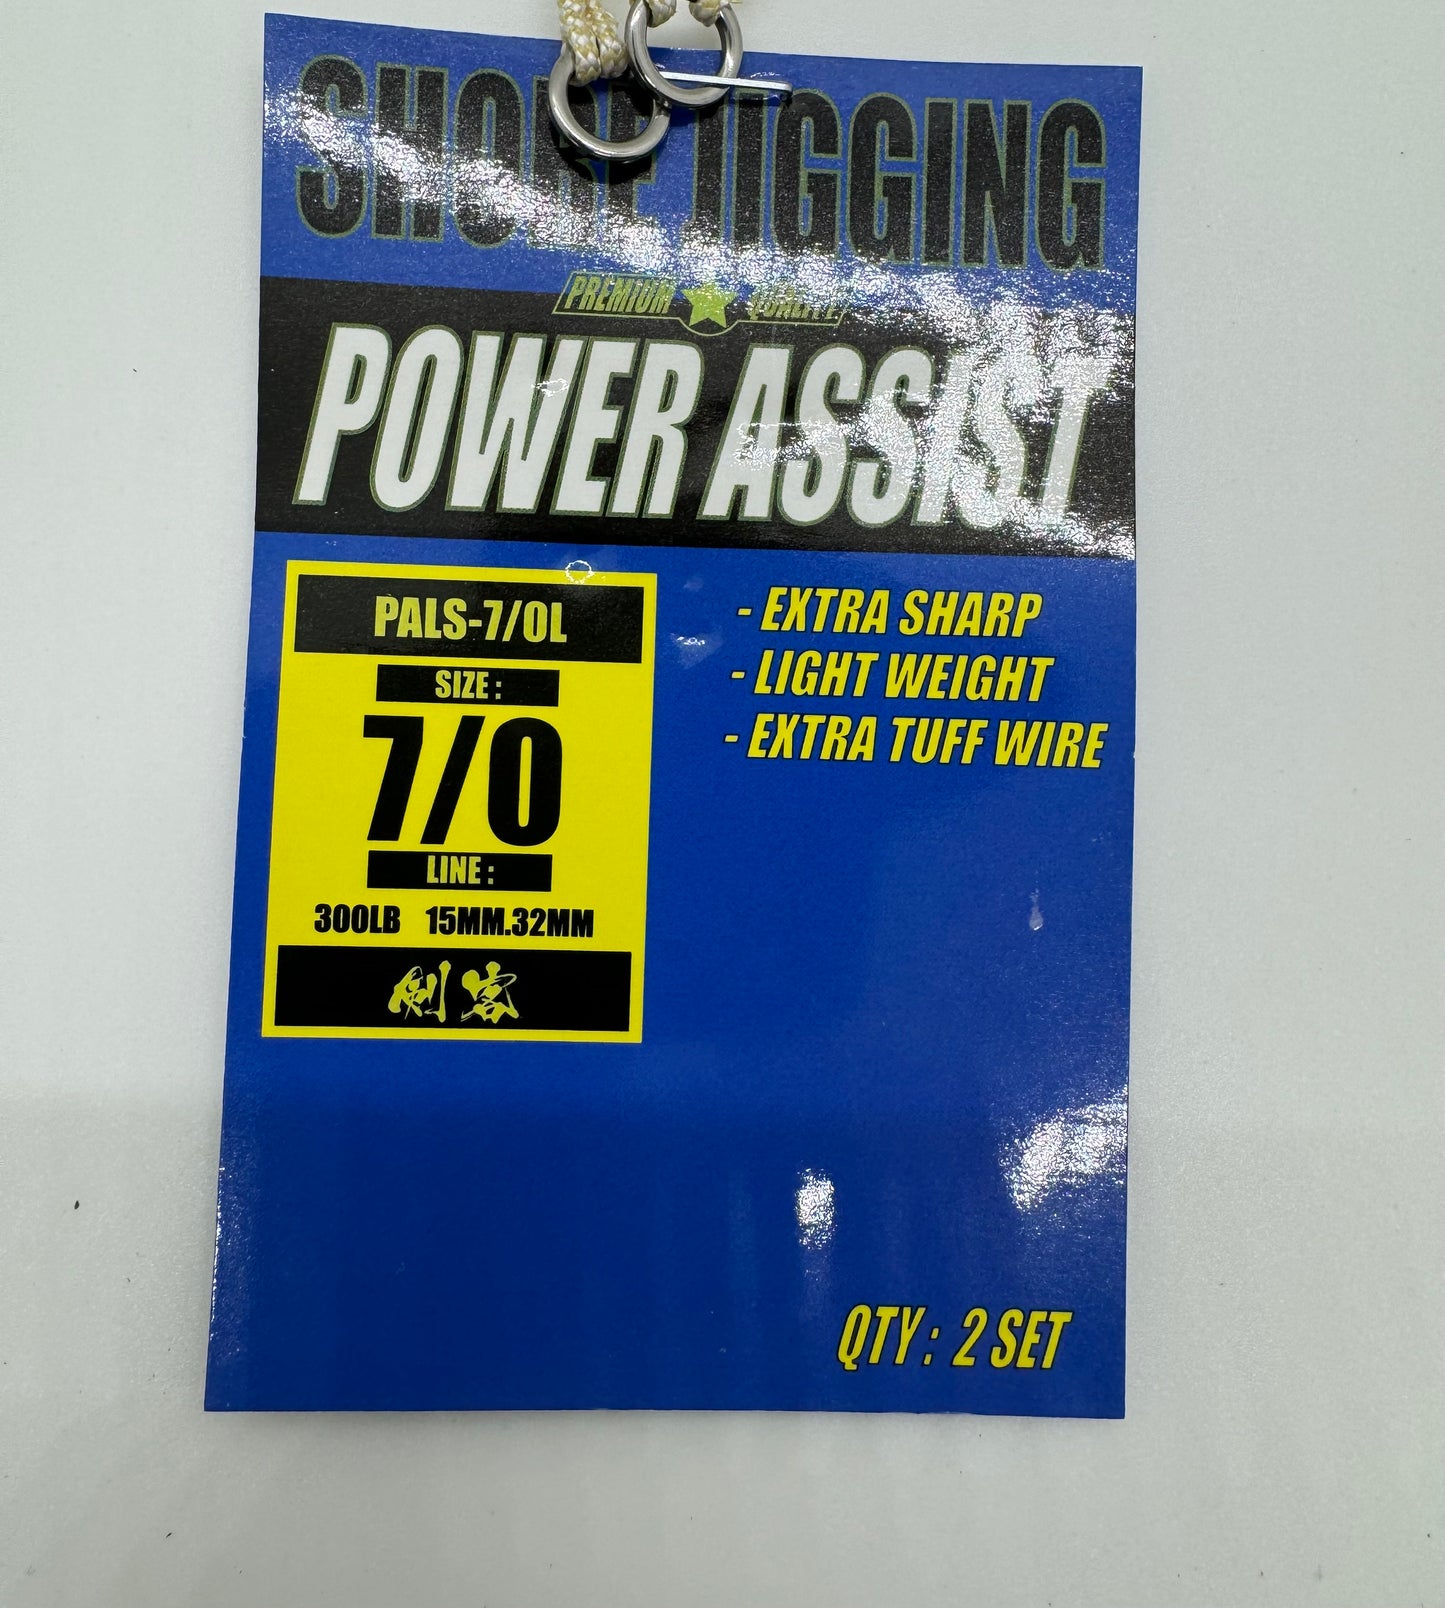 SHORE JIGGING
PREMIUM QUALITY
POWER ASSIST
PALS-7/0L
SIZE :
7/0
LINE :
300LB 15MM.32MM
剣客
- EXTRA SHARP
- LIGHT WEIGHT
- EXTRA TUFF WIRE
QTY : 2 SET